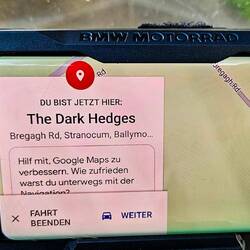 BMW MOTORRAD
Bregagh Rd
DU BIST JETZT HIER:
The Dark Hedges
Bregagh Rd, Stranocum, Ballymo...
Hilf mit, Google Maps zu
verbessern. Wie zufrieden
warst du unterwegs mit der
Navigation?
FAHRT
BEENDEN
WEITER